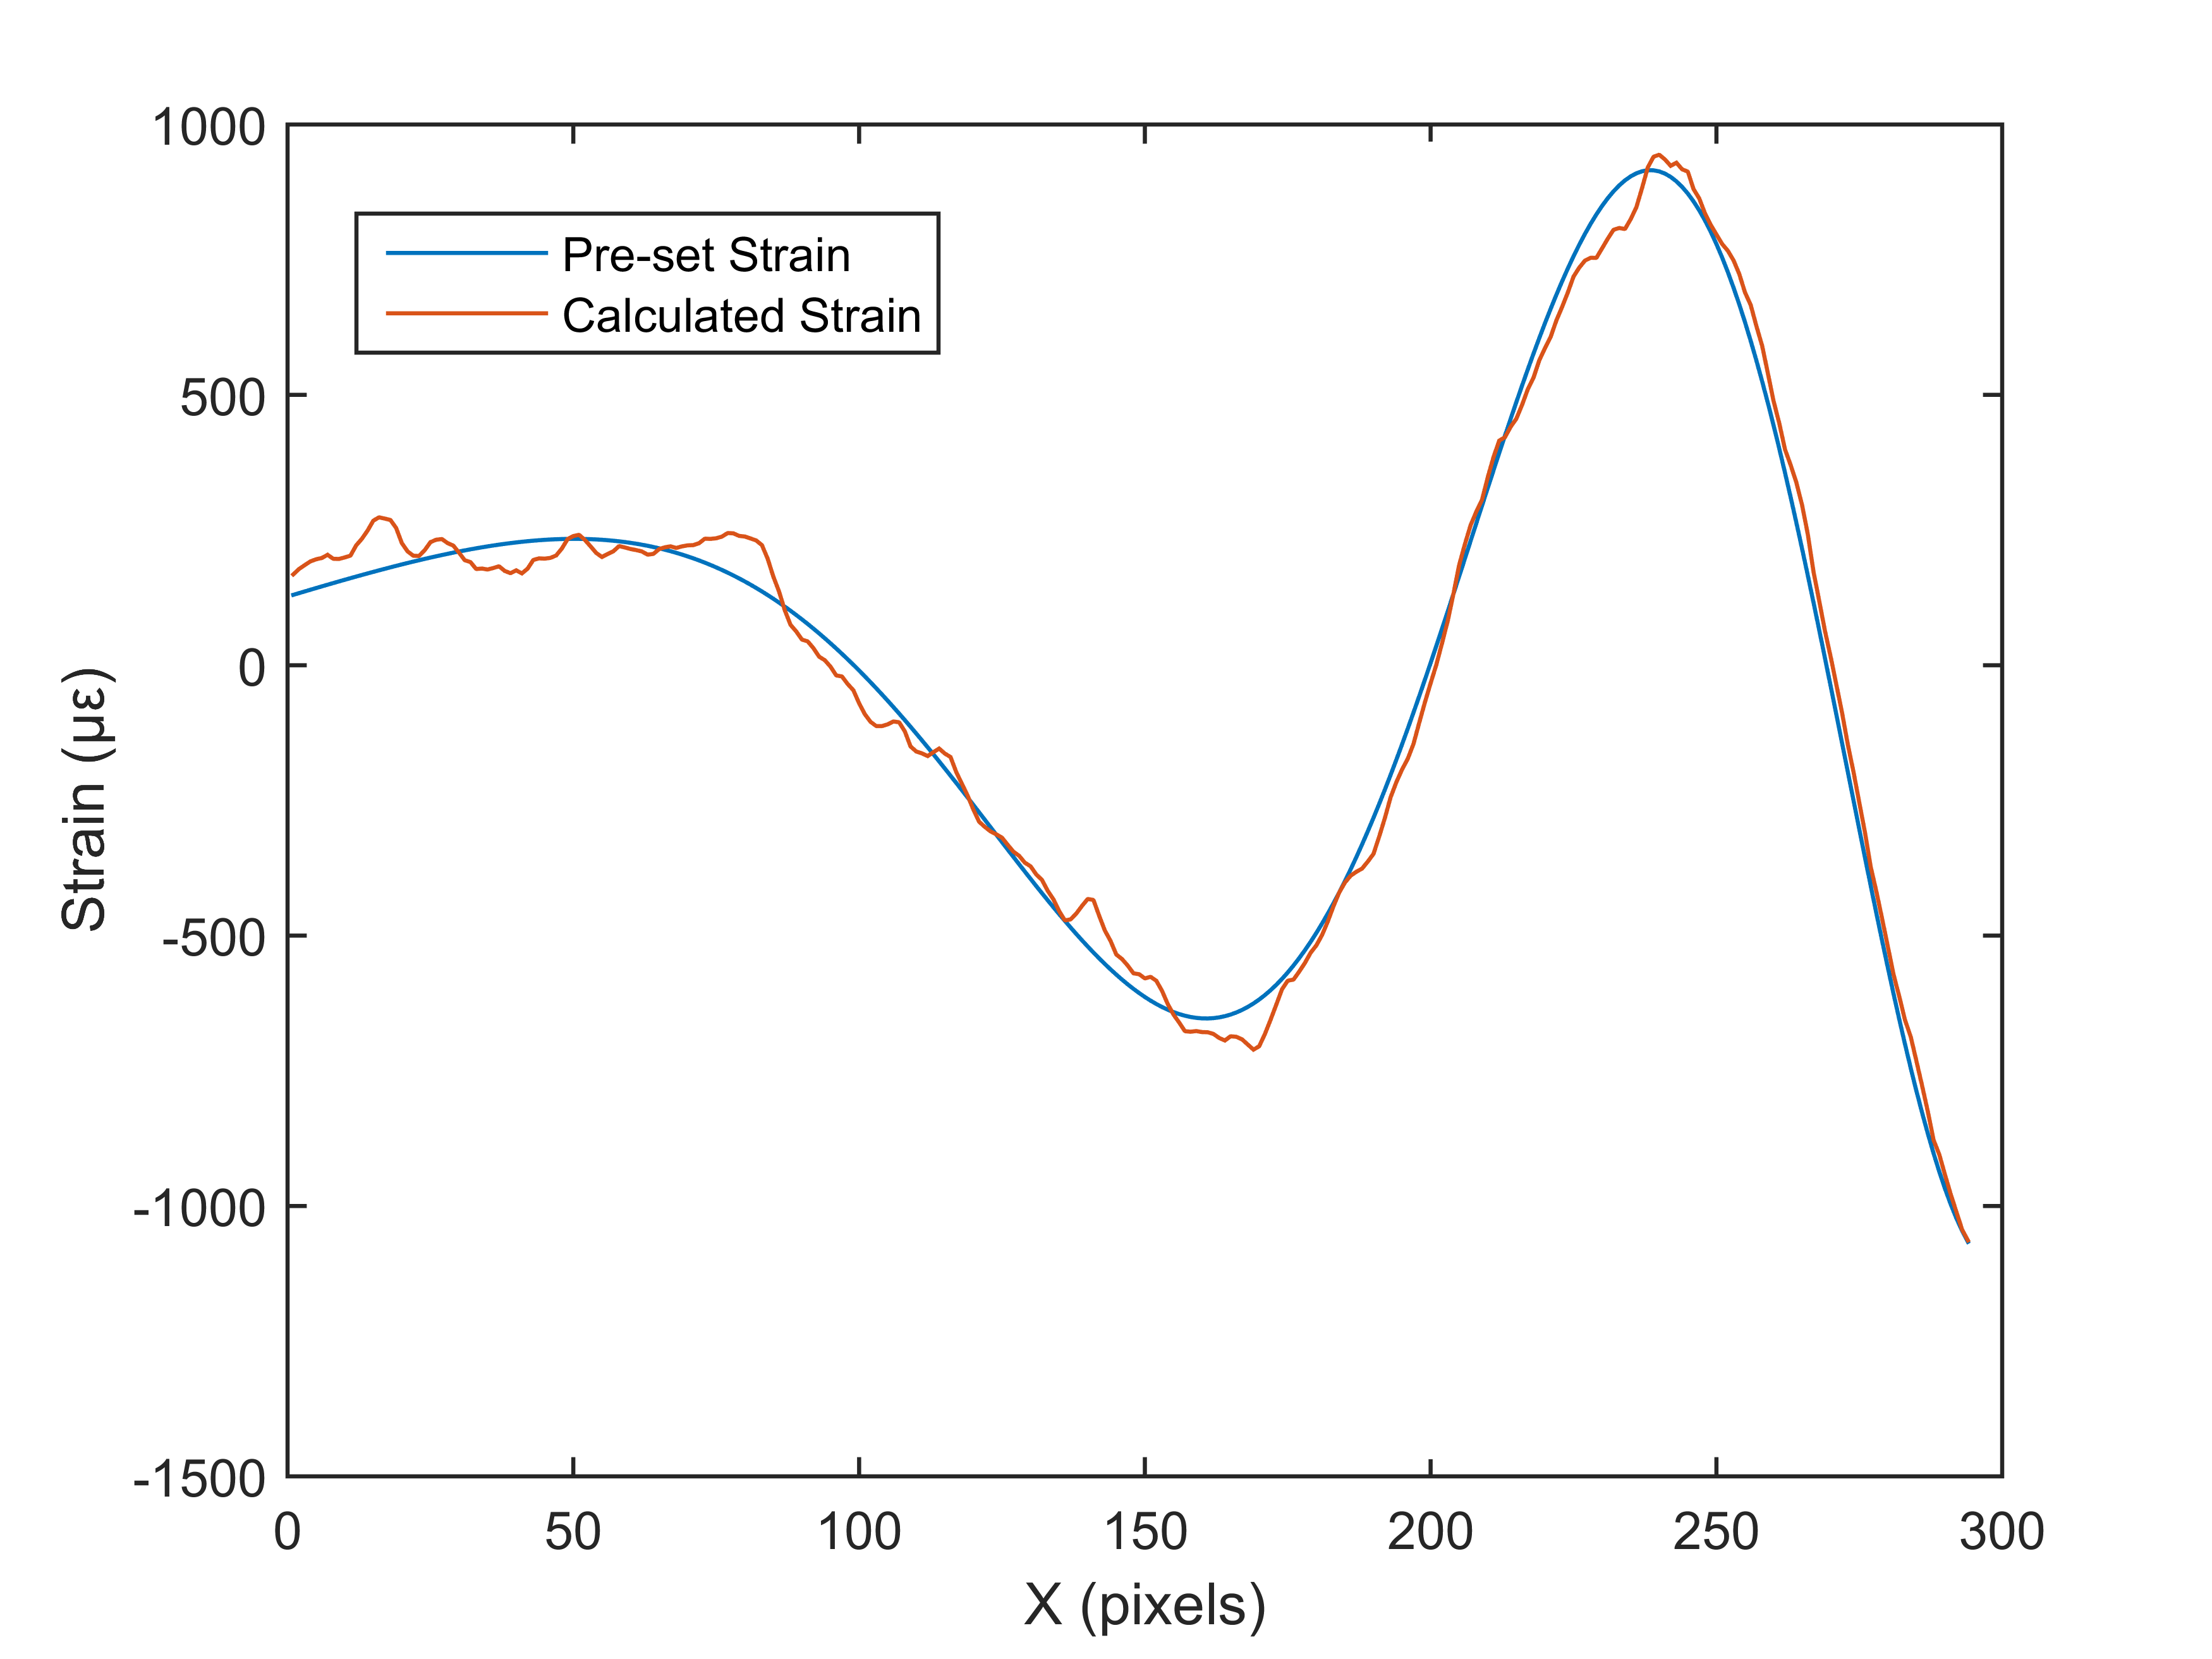 1000
500
0
-500
-1000
-1500
Strain (με)
Pre-set Strain
Calculated Strain
0 50 100 150 200 250 300
X (pixels)